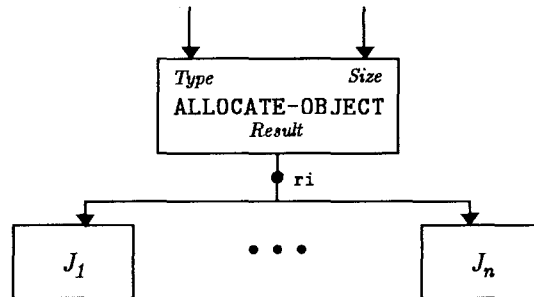 Type Size
ALLOCATE-OBJECT
Result
ri
J1 • • • Jn